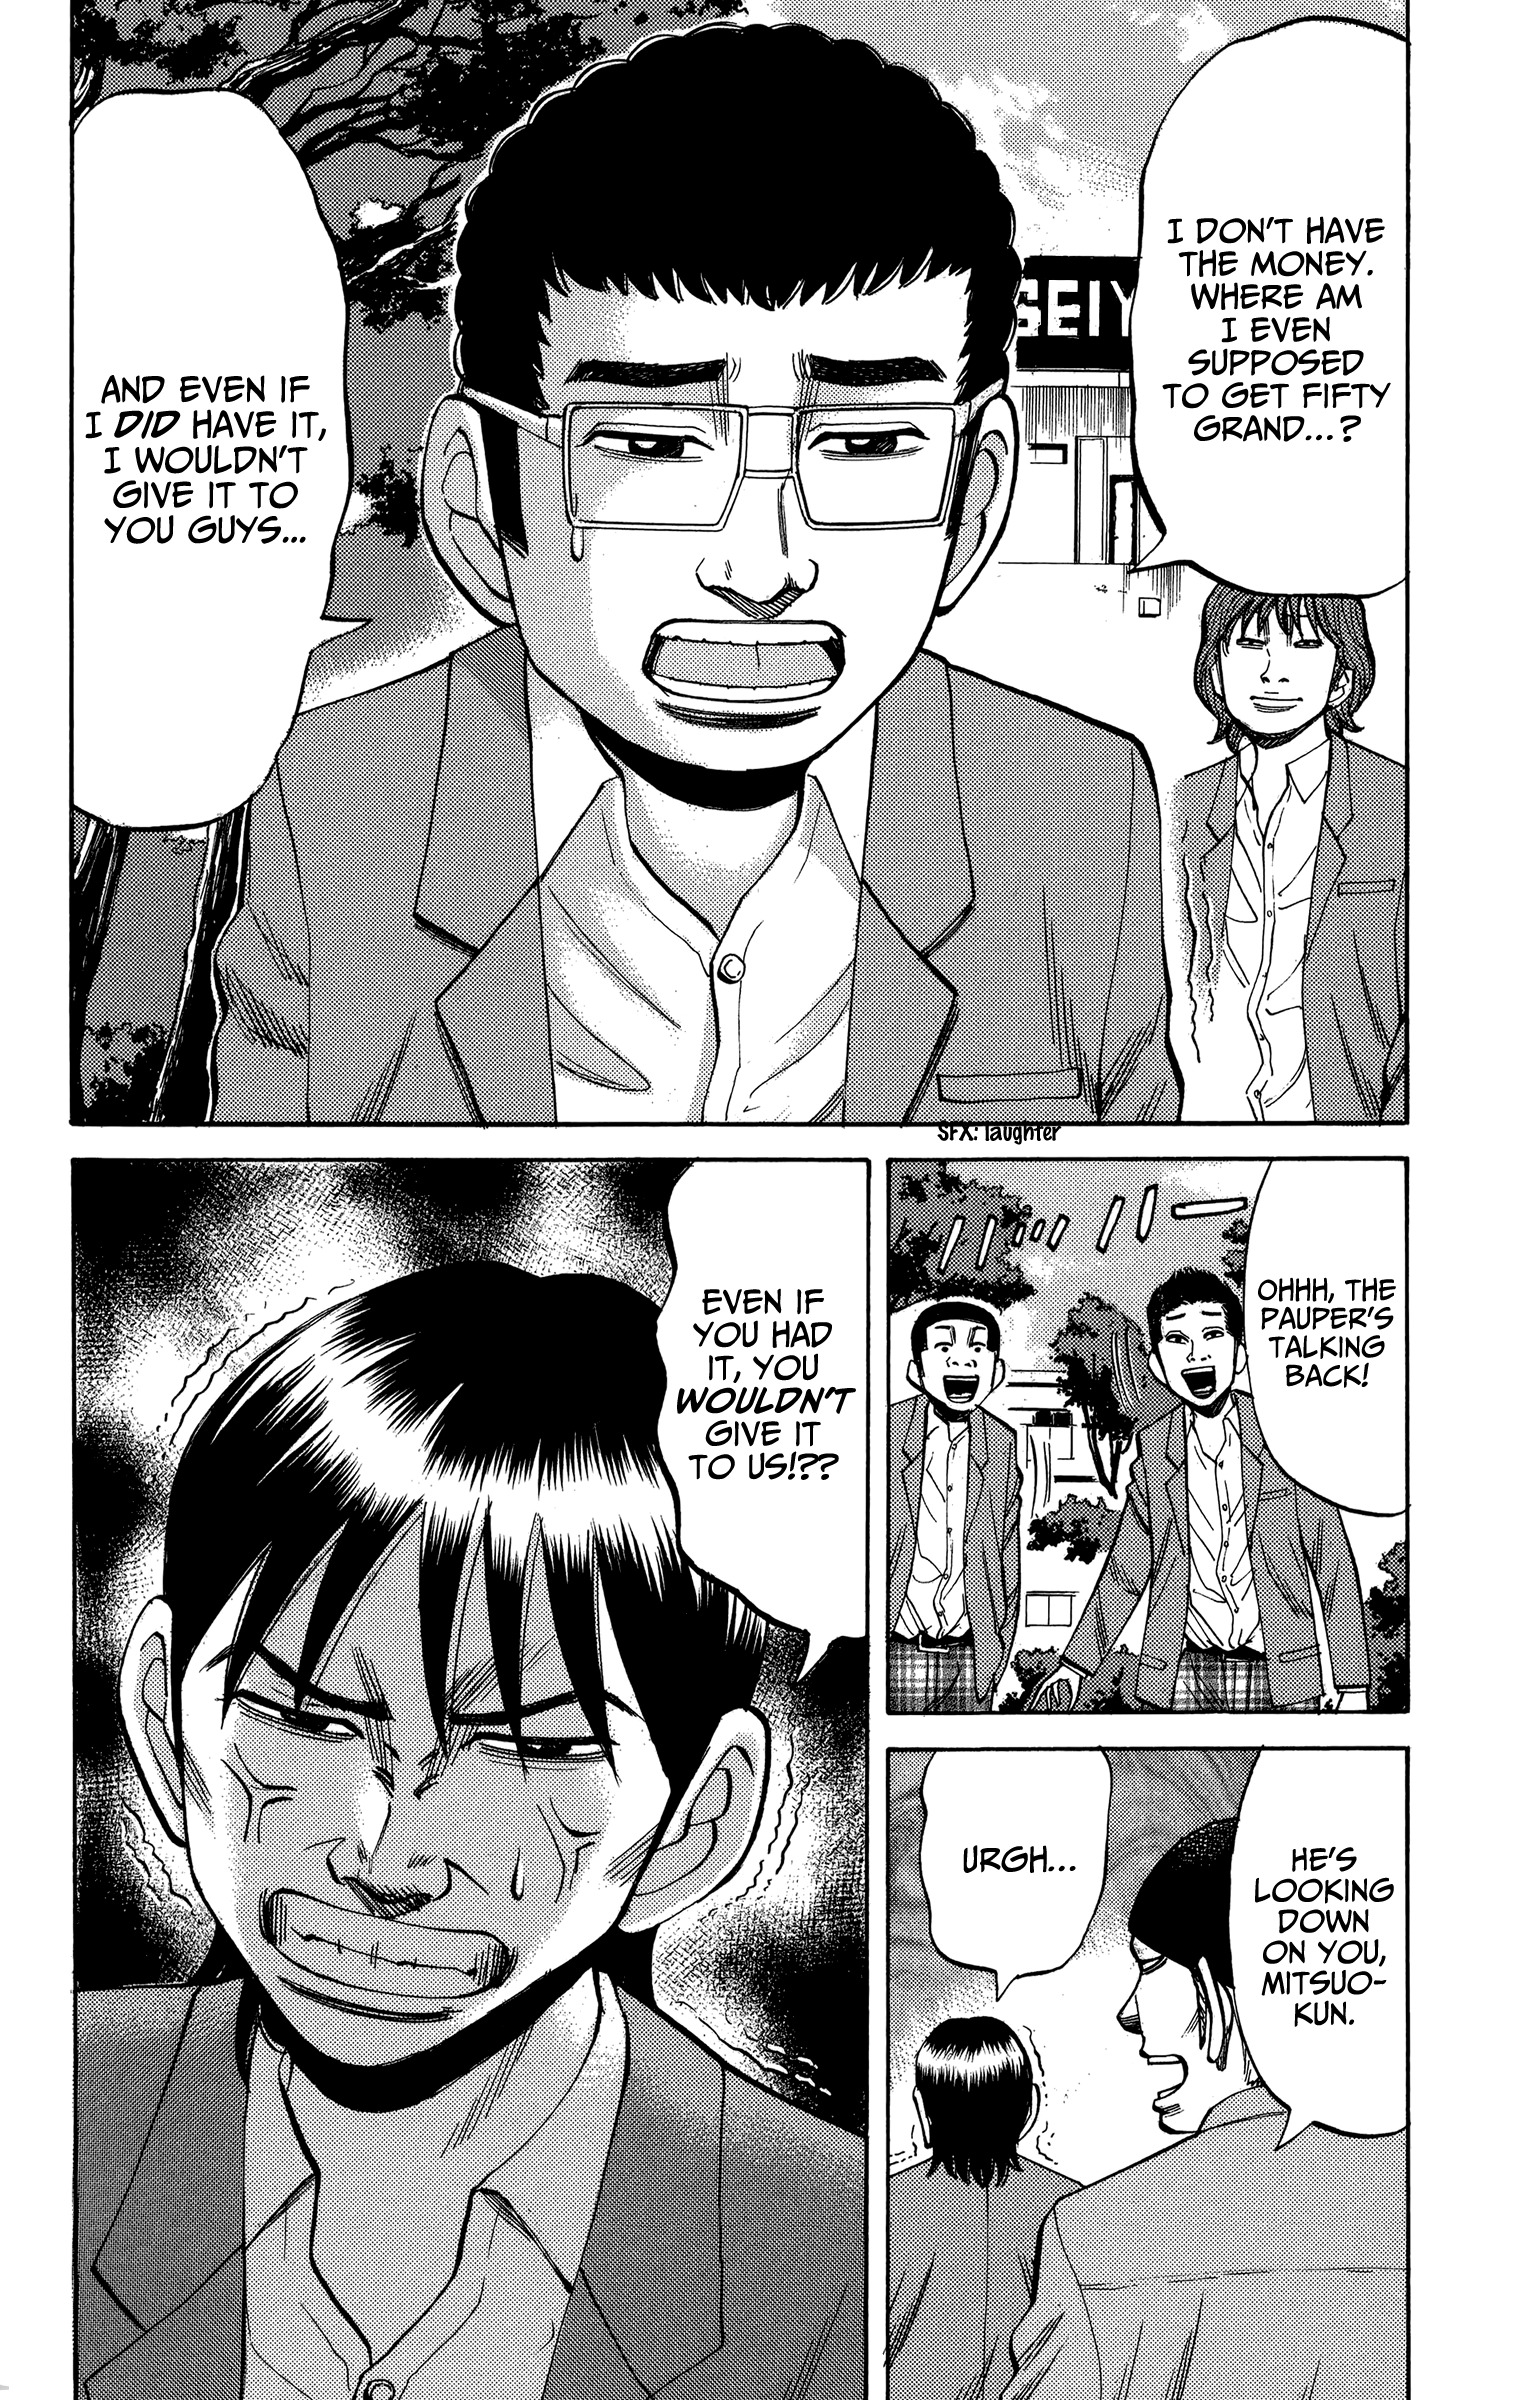 I DON'T HAVE
THE MONEY.
WHERE AM
I EVEN
SUPPOSED
TO GET FIFTY
GRAND...?
SEIY
AND EVEN IF
I DID HAVE IT,
I WOULDN'T
GIVE IT TO
YOU GUYS...
SFX: laughter
OHHH, THE
PAUPER'S
TALKING
BACK!
HE'S
LOOKING
DOWN
ON YOU,
MITSUO-
KUN.
URGH...
EVEN IF
YOU HAD
IT, YOU
WOULDN'T
GIVE IT
TO US!??